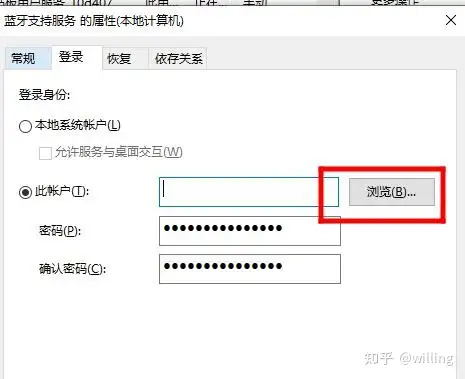 蓝牙支持服务 的属性(本地计算机)
常规 登录 恢复 依存关系
登录身份:
本地系统帐户(L)
允许服务与桌面交互(W)
此帐户(T): 浏览(B)...
密码(P): ●●●●●●●●●●●●●●●
确认密码(C): ●●●●●●●●●●●●●●●
知乎 @willing